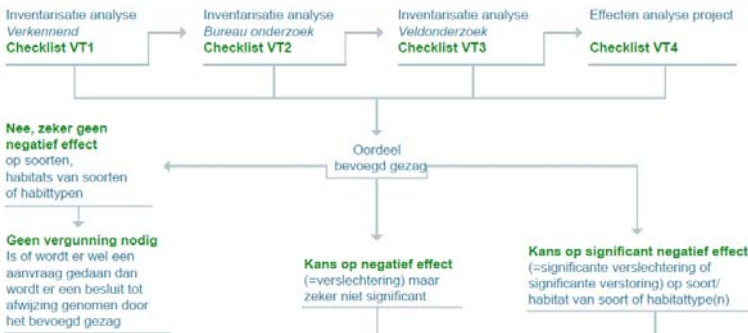 Inventarisatie analyse
Verkennend
Checklist VT1
Inventarisatie analyse
Bureau onderzoek
Checklist VT2
Inventarisatie analyse
Veldonderzoek
Checklist VT3
Effecten analyse project
Checklist VT4
Nee, zeker geen
negatief effect
op soorten,
habitats van soorten
of habittypen
Oordeel
bevoegd gezag
Geen vergunning nodig
Is of wordt er wel een
aanvraag gedaan dan
wordt er een besluit tot
afwijzing genomen door
het bevoegd gezag
Kans op negatief effect
(=verslechtering) maar
zeker niet significant
Kans op significant negatief effect
(=significante verslechtering of
significante verstoring) op soort/
habitat van soort of habitattype(n)